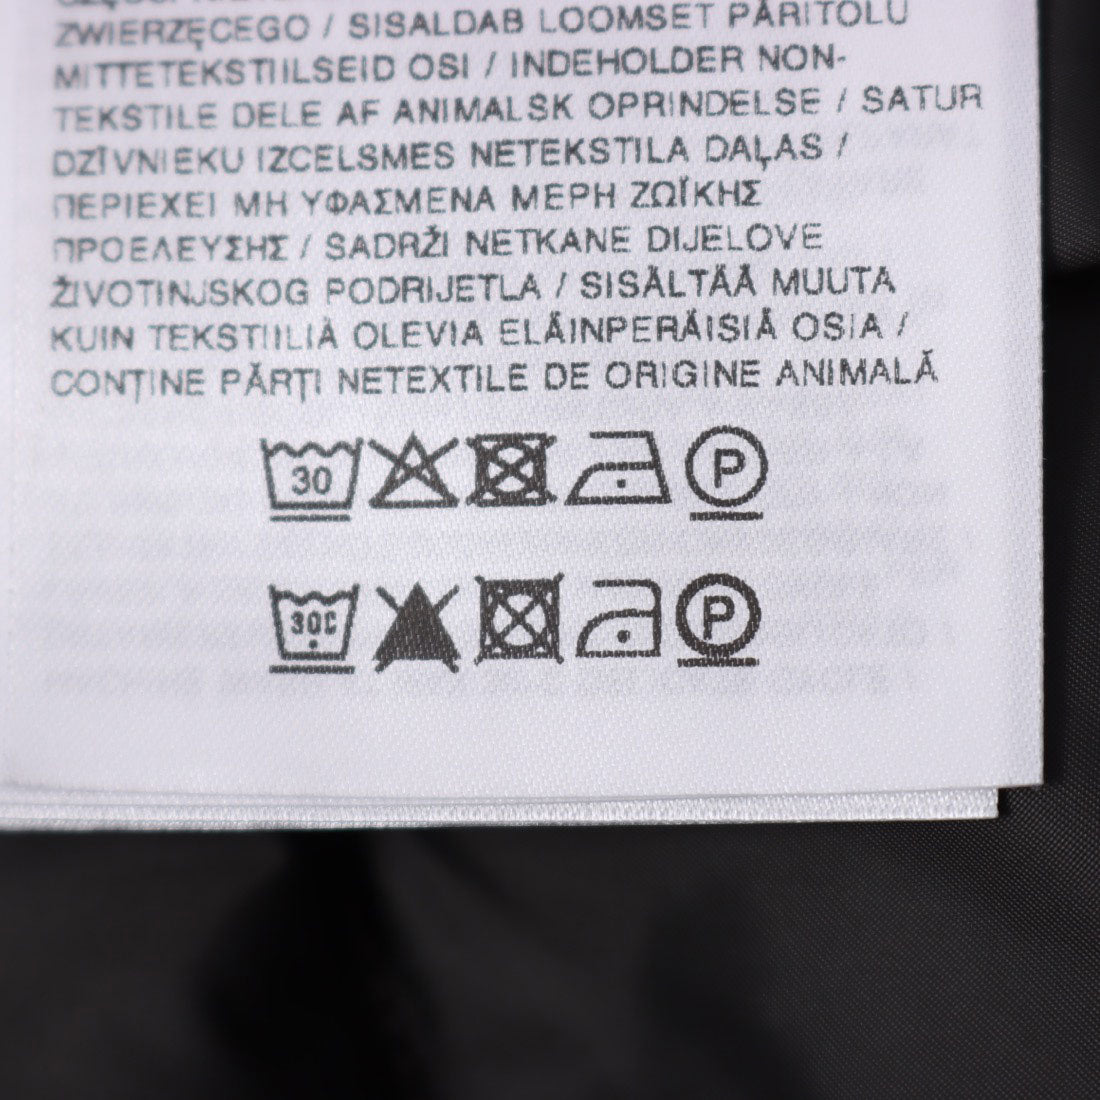 ZWIERZĘCEGO / SISALDAB LOOMSET PÄRITOLU
MITTETEKSTIILSEID OSI / INDEHOLDER NON-
TEKSTILE DELE AF ANIMALSK OPRINDELSE / SATUR
DZĪVNIEKU IZCELSMES NETEKSTILA DAĻAS /
ΠΕΡΙΕΧΕΙ ΜΗ ΥΦΑΣΜΕΝΑ ΜΕΡΗ ΖΩΪΚΗΣ
ΠΡΟΕΛΕΥΣΗΣ / SADRŽI NETKANE DIJELOVE
ŽIVOTINJSKOG PODRIJETLA / SISÄLTÄÄ MUUTA
KUIN TEKSTIILIÄ OLEVIA ELÄINPERÄISIÄ OSIA /
CONȚINE PĂRȚI NETEXTILE DE ORIGINE ANIMALĂ
30 P
30C P